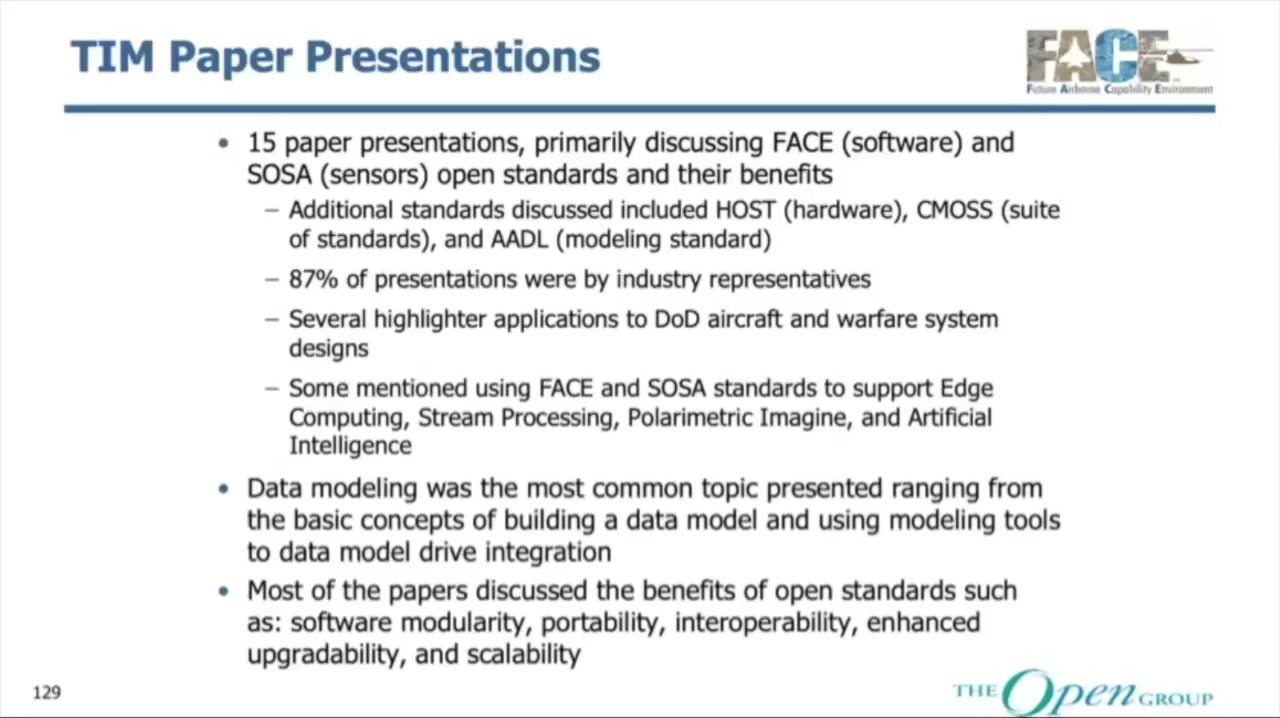 TIM Paper Presentations
FACE
Future Airborne Capability Environment
• 15 paper presentations, primarily discussing FACE (software) and
SOSA (sensors) open standards and their benefits
– Additional standards discussed included HOST (hardware), CMOSS (suite
of standards), and AADL (modeling standard)
– 87% of presentations were by industry representatives
– Several highlighter applications to DoD aircraft and warfare system
designs
– Some mentioned using FACE and SOSA standards to support Edge
Computing, Stream Processing, Polarimetric Imagine, and Artificial
Intelligence
• Data modeling was the most common topic presented ranging from
the basic concepts of building a data model and using modeling tools
to data model drive integration
• Most of the papers discussed the benefits of open standards such
as: software modularity, portability, interoperability, enhanced
upgradability, and scalability
129
THE Open GROUP